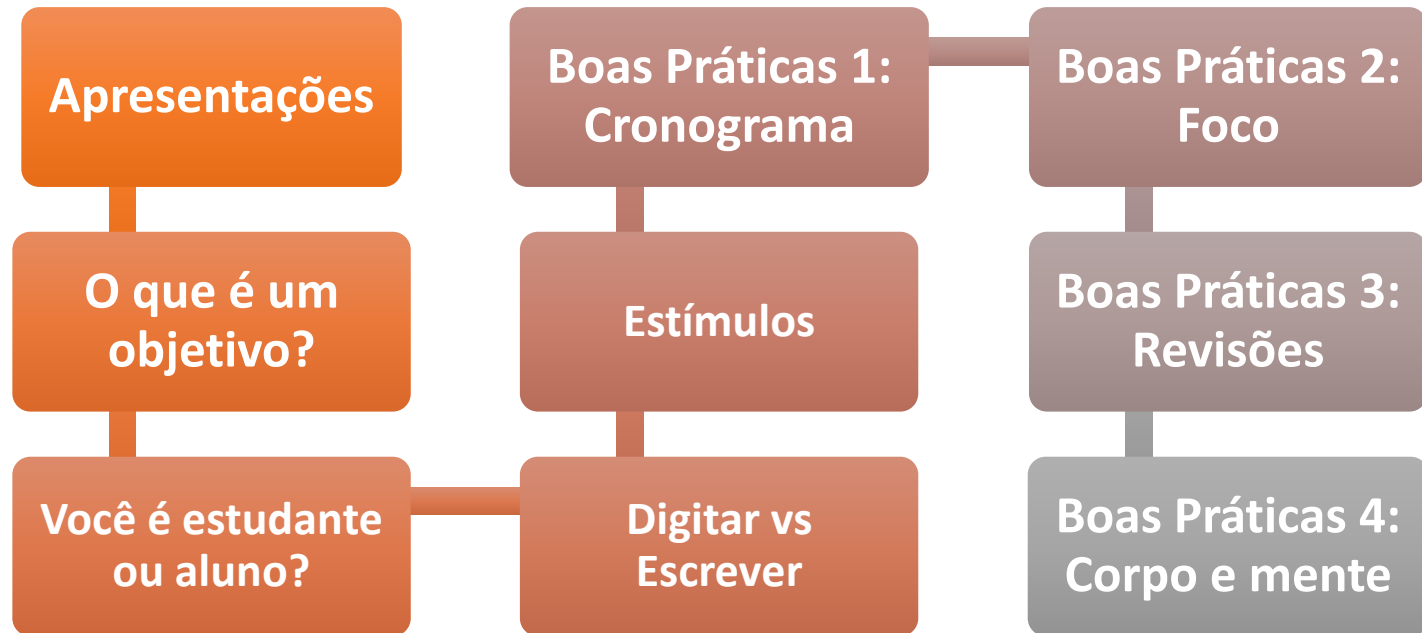 Apresentações
O que é um
objetivo?
Você é estudante
ou aluno?
Digitar vs
Escrever
Estímulos
Boas Práticas 1:
Cronograma
Boas Práticas 2:
Foco
Boas Práticas 3:
Revisões
Boas Práticas 4:
Corpo e mente